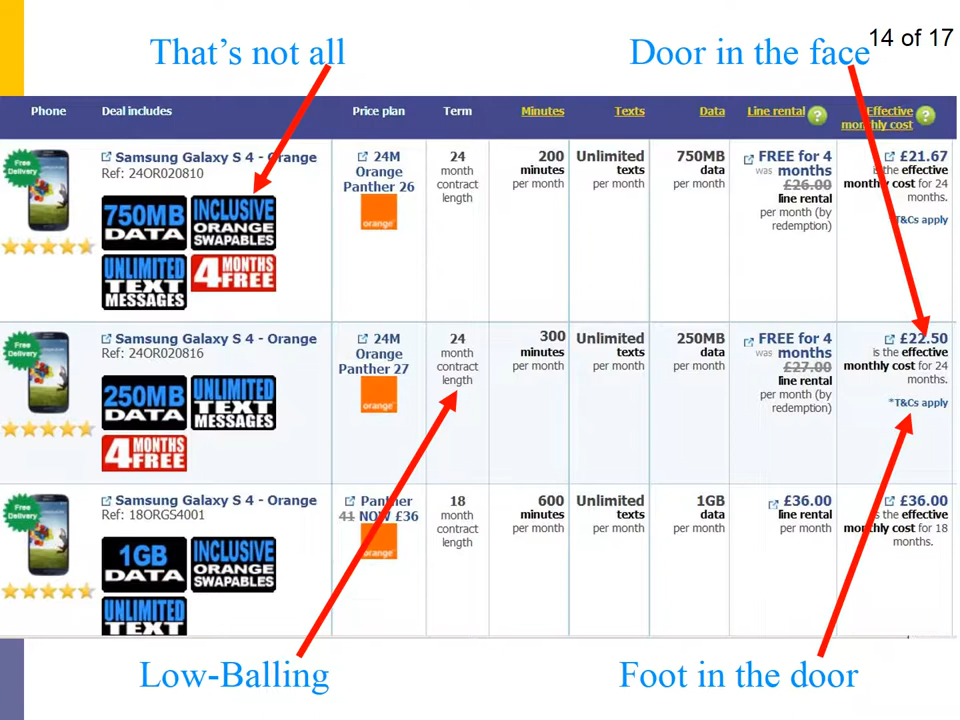 That's not all
Door in the face
14 of 17
Phone
Deal includes
Price plan
Term
Minutes
Texts
Data
Line rental ?
Effective
monthly cost ?
Free
Delivery
Samsung Galaxy S 4 - Orange
Ref: 24OR020810
750MB
DATA
INCLUSIVE
ORANGE
SWAPABLES
UNLIMITED
TEXT
MESSAGES
4 MONTHS
FREE
24M
Orange
Panther 26
orange
24
month
contract
length
200
minutes
per month
Unlimited
texts
per month
750MB
data
per month
FREE for 4
was months
£26.00
line rental
per month (by
redemption)
£21.67
is the effective
monthly cost for 24
months.
*T&Cs apply
Free
Delivery
Samsung Galaxy S 4 - Orange
Ref: 24OR020816
250MB
DATA
UNLIMITED
TEXT
MESSAGES
4 MONTHS
FREE
24M
Orange
Panther 27
orange
24
month
contract
length
300
minutes
per month
Unlimited
texts
per month
250MB
data
per month
FREE for 4
was months
£27.00
line rental
per month (by
redemption)
£22.50
is the effective
monthly cost for 24
months.
*T&Cs apply
Free
Delivery
Samsung Galaxy S 4 - Orange
Ref: 18ORGS4001
1GB
DATA
INCLUSIVE
ORANGE
SWAPABLES
UNLIMITED
TEXT
Panther
41 NOW £36
orange
18
month
contract
length
600
minutes
per month
Unlimited
texts
per month
1GB
data
per month
£36.00
line rental
per month
£36.00
is the effective
monthly cost for 18
months.
Low-Balling
Foot in the door